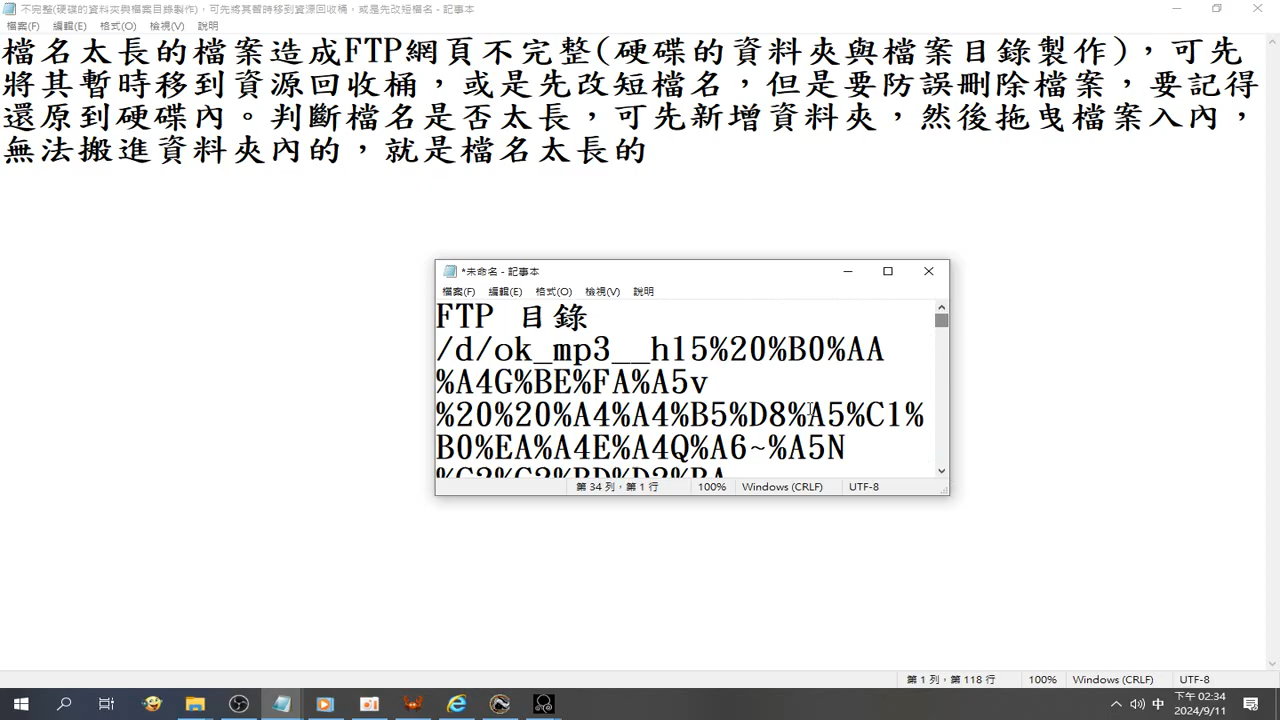 不完整(硬碟的資料夾與檔案目錄製作)，可先將其暫時移到資源回收桶，或是先改短檔名 - 記事本
檔案(F) 編輯(E) 格式(O) 檢視(V) 說明
檔名太長的檔案造成FTP網頁不完整(硬碟的資料夾與檔案目錄製作)，可先
將其暫時移到資源回收桶，或是先改短檔名，但是要防誤刪除檔案，要記得
還原到硬碟內。判斷檔名是否太長，可先新增資料夾，然後拖曳檔案入內，
無法搬進資料夾內的，就是檔名太長的
*未命名 - 記事本
檔案(F) 編輯(E) 格式(O) 檢視(V) 說明
FTP 目錄
/d/ok_mp3__h15%20%B0%AA
%A4G%BE%FA%A5v
%20%20%A4%A4%B5%D8%A5%C1%
B0%EA%A4E%A4Q%A6~%A5N
第 34 列，第 1 行 100% Windows (CRLF) UTF-8
第 1 列，第 118 行 100% Windows (CRLF) UTF-8
中 下午 02:34
2024/9/11